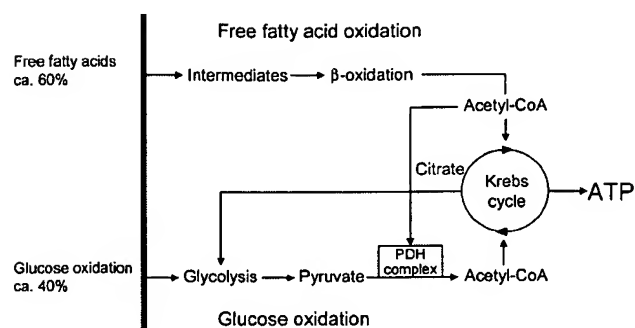 Free fatty acid oxidation
Free fatty acids
ca. 60%
Intermediates
β-oxidation
Acetyl-CoA
Citrate
Krebs
cycle
ATP
PDH
complex
Glucose oxidation
ca. 40%
Glycolysis
Pyruvate
Acetyl-CoA
Glucose oxidation